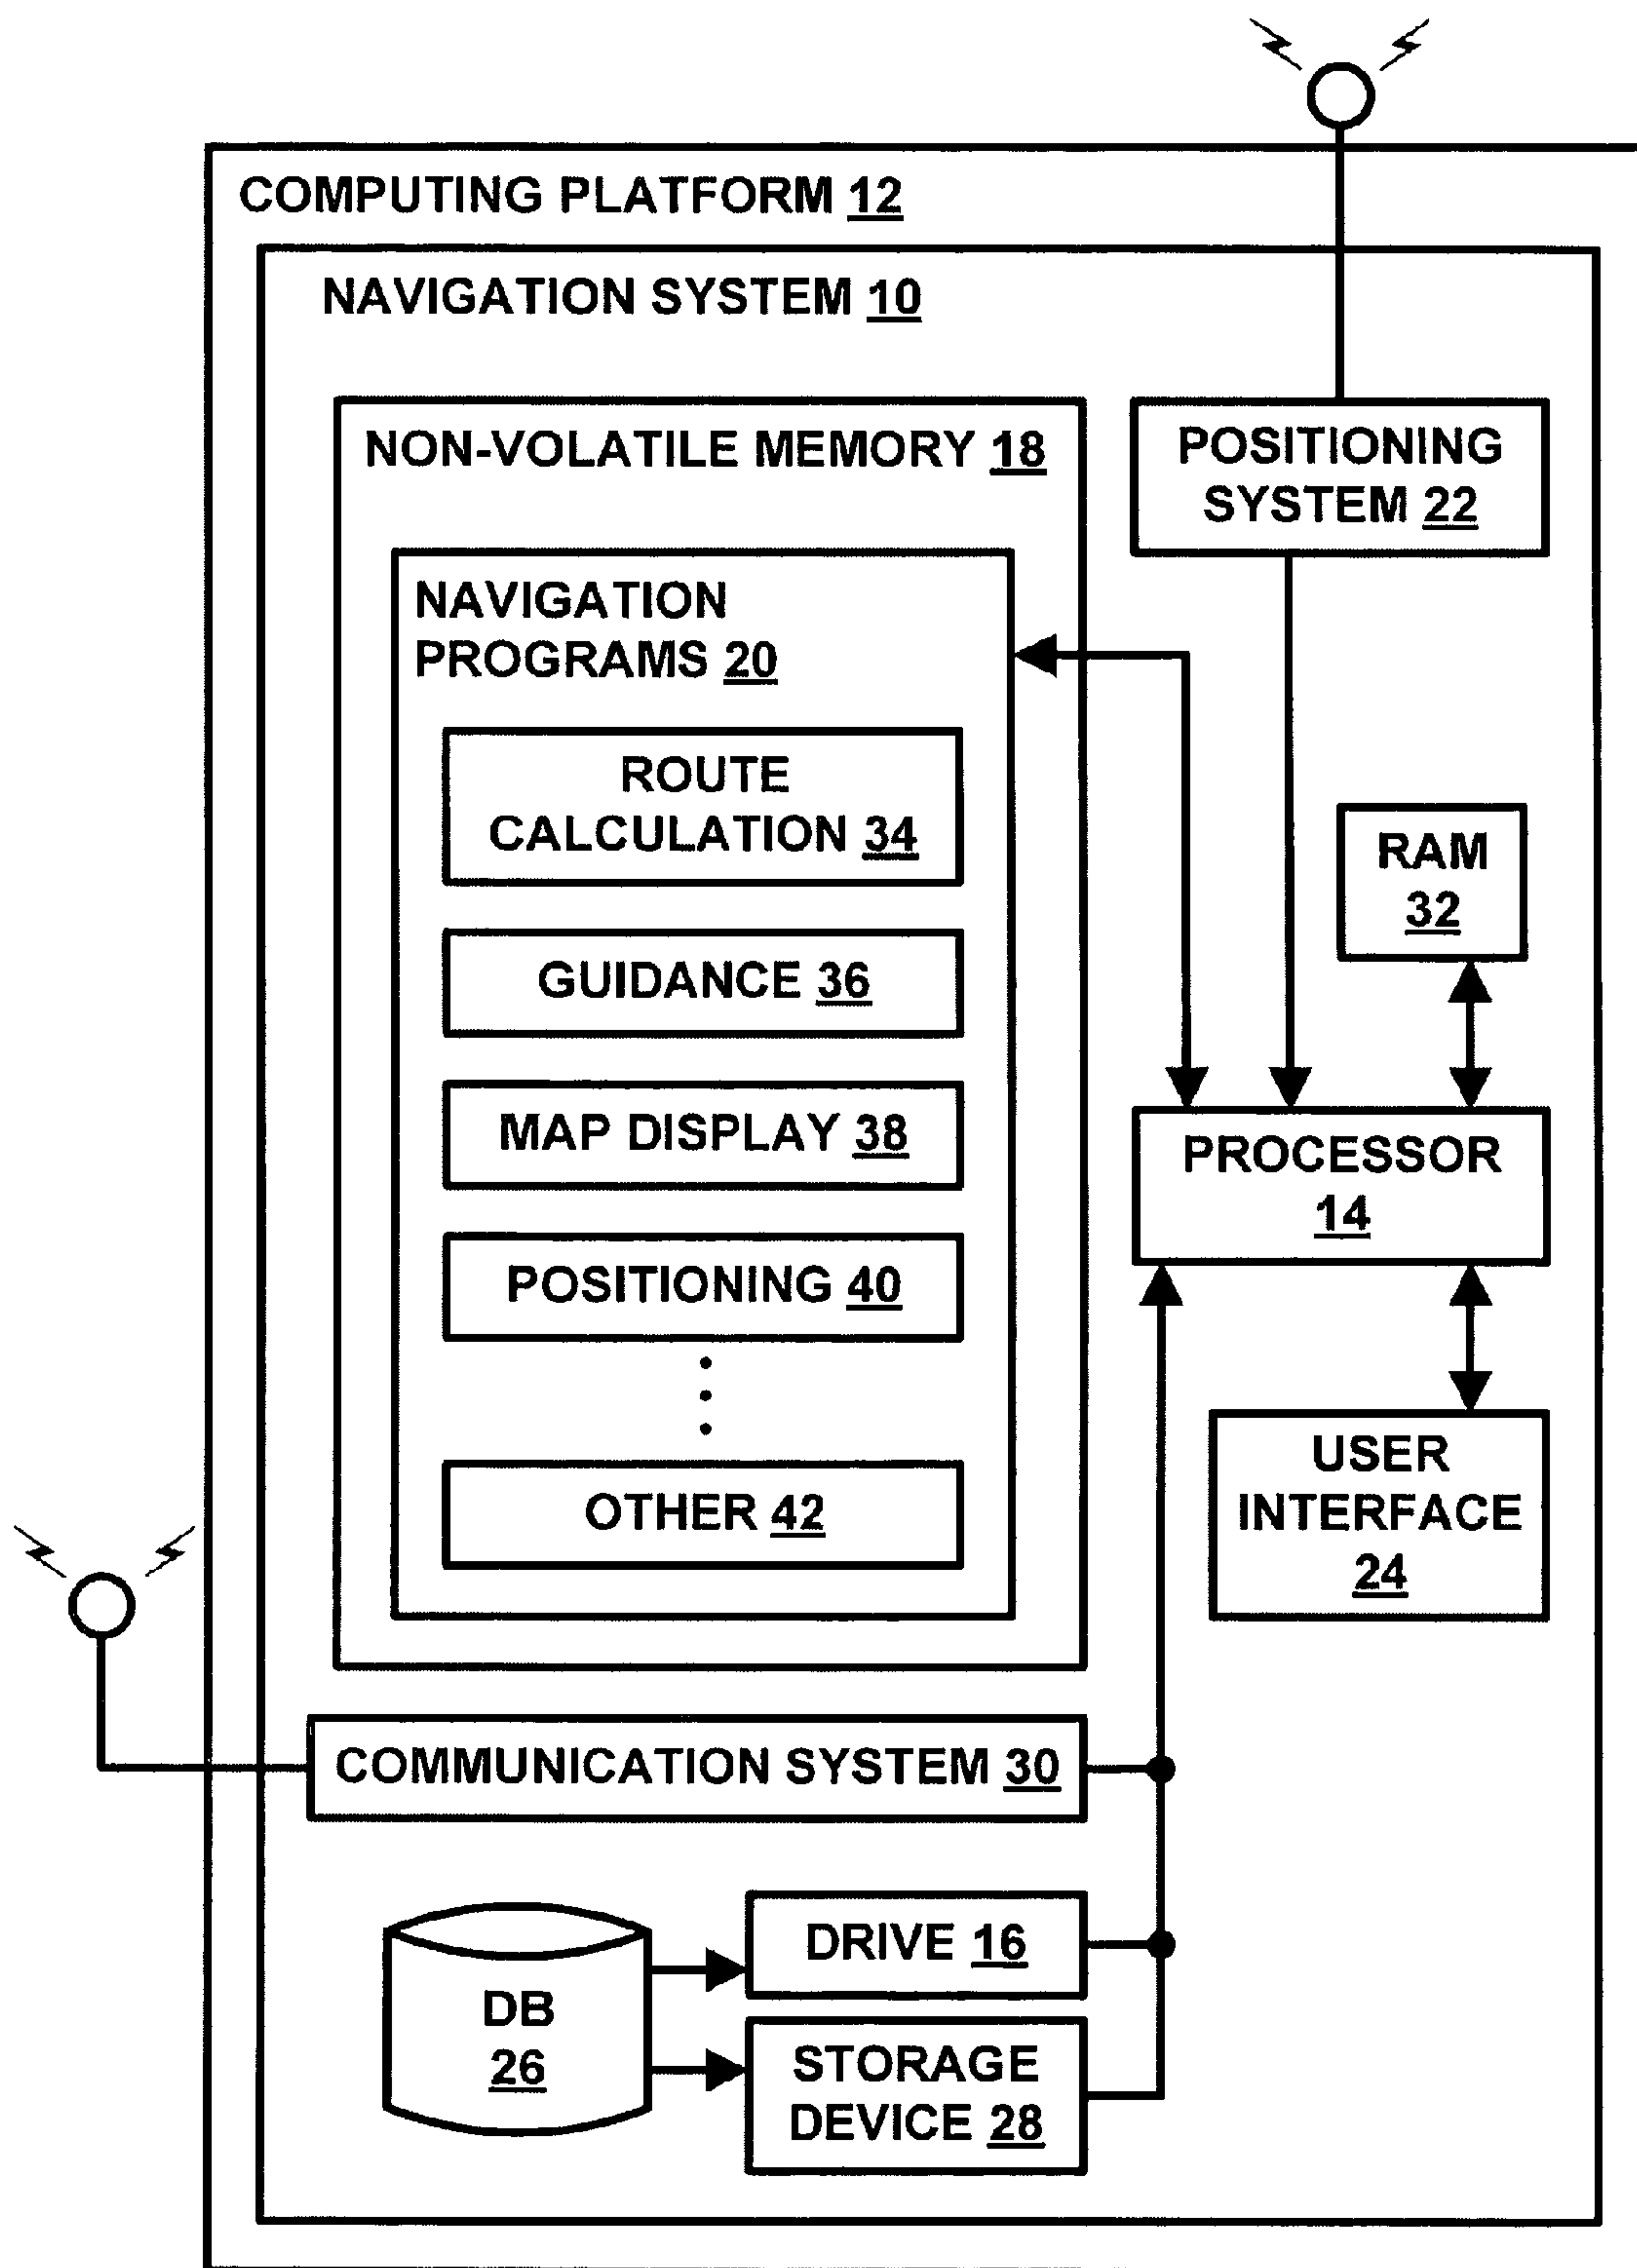 COMPUTING PLATFORM 12
NAVIGATION SYSTEM 10
NON-VOLATILE MEMORY 18
NAVIGATION
PROGRAMS 20
ROUTE
CALCULATION 34
GUIDANCE 36
MAP DISPLAY 38
POSITIONING 40
OTHER 42
POSITIONING
SYSTEM 22
RAM
32
PROCESSOR
14
USER
INTERFACE
24
COMMUNICATION SYSTEM 30
DB
26
DRIVE 16
STORAGE
DEVICE 28